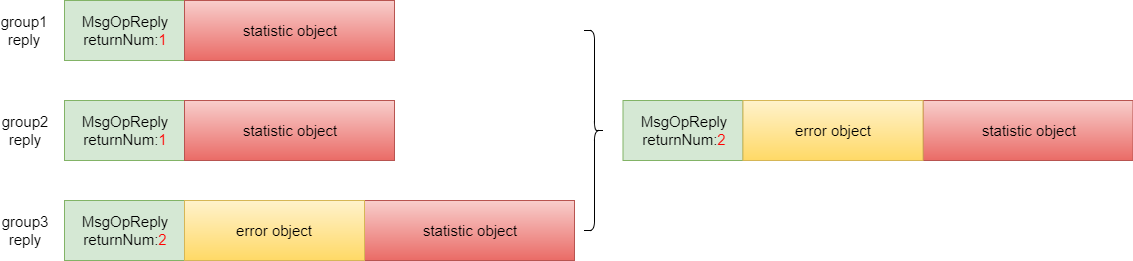 group1
reply
MsgOpReply
returnNum:1
statistic object
group2
reply
MsgOpReply
returnNum:1
statistic object
MsgOpReply
returnNum:2
error object
statistic object
group3
reply
MsgOpReply
returnNum:2
error object
statistic object